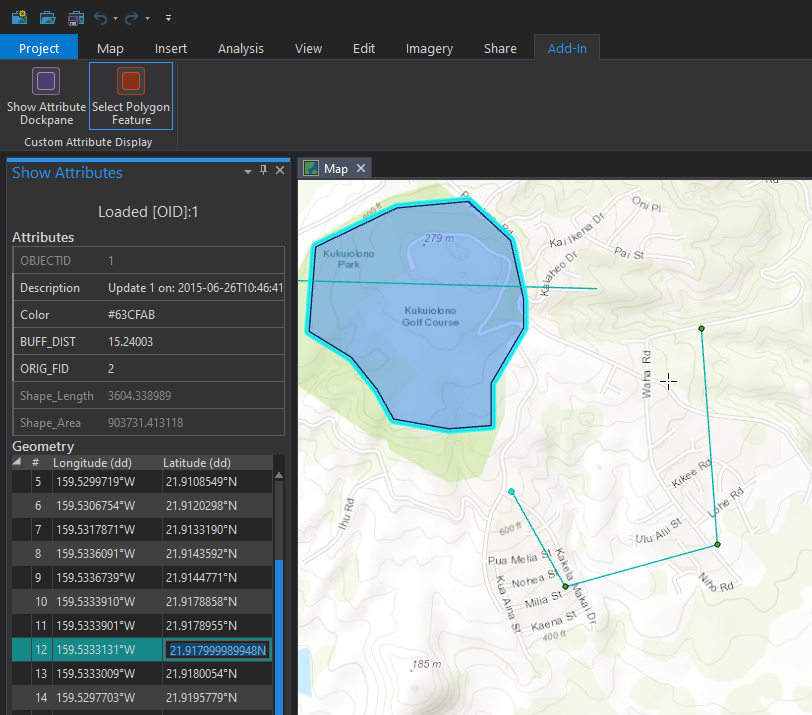 Project Map Insert Analysis View Edit Imagery Share Add-In
Show Attribute
Dockpane
Select Polygon
Feature
Custom Attribute Display
Show Attributes
Loaded [OID]:1
Attributes
OBJECTID 1
Description Update 1 on: 2015-06-26T10:46:41
Color #63CFAB
BUFF_DIST 15.24003
ORIG_FID 2
Shape_Length 3604.338989
Shape_Area 903731.413118
Geometry
# Longitude (dd) Latitude (dd)
5 159.5299719°W 21.9108549°N
6 159.5306754°W 21.9120298°N
7 159.5317871°W 21.9133190°N
8 159.5336091°W 21.9143592°N
9 159.5336739°W 21.9144771°N
10 159.5333910°W 21.9178858°N
11 159.5333901°W 21.9178955°N
12 159.5333131°W 21.917999989948N
13 159.5333009°W 21.9180054°N
14 159.5297703°W 21.9195779°N
Map
600 ft
Rd
Oni Pl
Kai Ikena Dr
Pai St
Kalaheo Dr
279 m
Kukuiolono
Park
Kukuiolono
Golf Course
Waha Rd
Kikee Rd
Lohe Rd
Ulu Alii St
Niho Rd
Ihu Rd
600 ft
Pua Melia St
Nohea St
Milia St
Kaena St
Kua Aina St
Kakela Makai Dr
400 ft
185 m